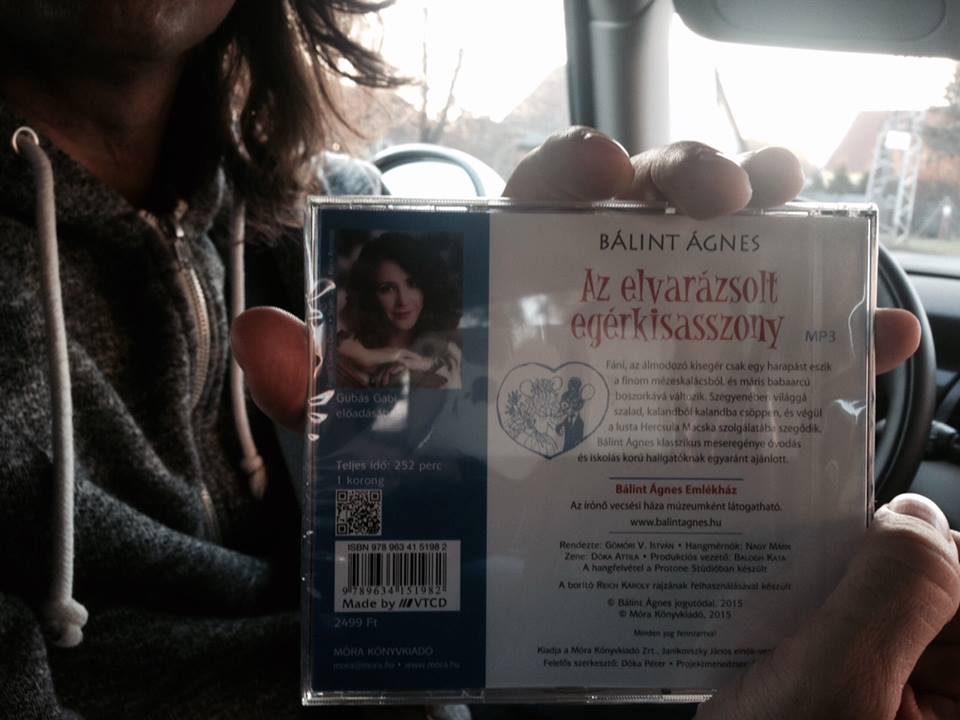 BÁLINT ÁGNES
Az elvarázsolt
egérkisasszony
MP3
Fáni, az álmodozó kisegér csak egy harapást eszik
a finom mézeskalácsból, és máris babaarcú
boszorkává változik. Szégyenében világgá
szalad, kalandból kalandba csöppen, és végül
a lusta Hercsula Macska szolgálatába szegődik.
Bálint Ágnes klasszikus meseregénye óvodás
és iskolás korú hallgatóknak egyaránt ajánlott.
Bálint Ágnes Emlékház
Az írónő vecsési háza múzeumként látogatható.
www.balintagnes.hu
Rendezte: GÖMÖRI V. ISTVÁN • Hangmérnök: NAGY MÁRK
Zene: DÓKA ATTILA • Produkciós vezető: BALOGH KATA
A hangfelvétel a Protone Stúdióban készült
A borító REICH KÁROLY rajzának felhasználásával készült
© Bálint Ágnes jogutódai, 2015
© Móra Könyvkiadó, 2015
Minden jog fenntartva!
Kiadja a Móra Könyvkiadó Zrt., Janikovszky János
Felelős szerkesztő: Dóka Péter •
Gubás Gabi
Teljes idő: 252 perc
1 korong
ISBN 978 963 41 5198 2
9789634151982
Made by VTCD
2499 Ft
MÓRA KÖNYVKIADÓ
mora@mora.hu • www.mora.hu